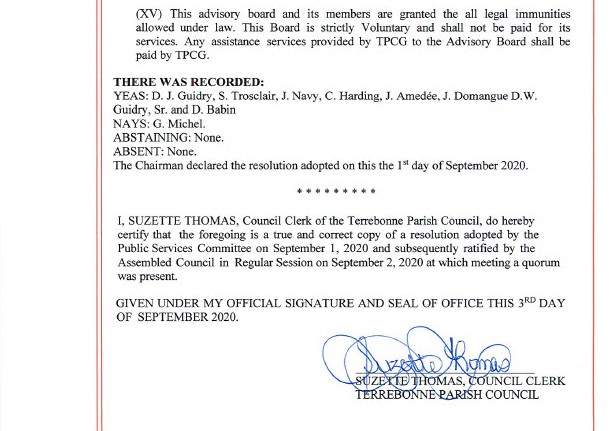 (XV) This advisory board and its members are granted the all legal immunities
allowed under law. This Board is strictly Voluntary and shall not be paid for its
services. Any assistance services provided by TPCG to the Advisory Board shall be
paid by TPCG.
THERE WAS RECORDED:
YEAS: D. J. Guidry, S. Trosclair, J. Navy, C. Harding, J. Amedée, J. Domangue D.W.
Guidry, Sr. and D. Babin
NAYS: G. Michel.
ABSTAINING: None.
ABSENT: None.
The Chairman declared the resolution adopted on this the 1st day of September 2020.
* * * * * * * * *
I, SUZETTE THOMAS, Council Clerk of the Terrebonne Parish Council, do hereby
certify that the foregoing is a true and correct copy of a resolution adopted by the
Public Services Committee on September 1, 2020 and subsequently ratified by the
Assembled Council in Regular Session on September 2, 2020 at which meeting a quorum
was present.
GIVEN UNDER MY OFFICIAL SIGNATURE AND SEAL OF OFFICE THIS 3RD DAY
OF SEPTEMBER 2020.
Suzette Thomas
SUZETTE THOMAS, COUNCIL CLERK
TERREBONNE PARISH COUNCIL